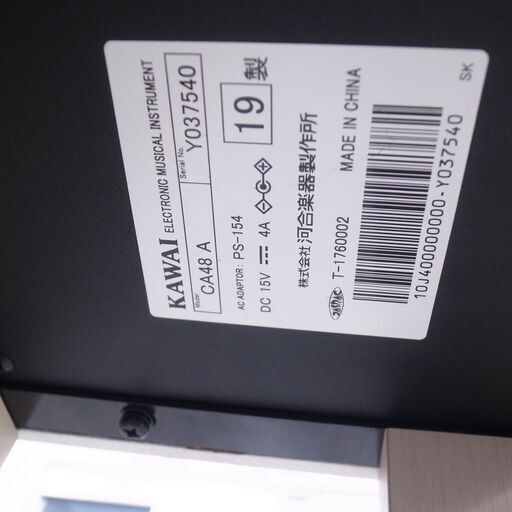 KAWAI ELECTRONIC MUSICAL INSTRUMENT
Model CA48 A Serial No. Y037540
AC ADAPTOR: PS-154
DC 15V 4A
19 製
株式会社 河合楽器製作所
T-1760002 MADE IN CHINA
10J400000000-Y037540
SK